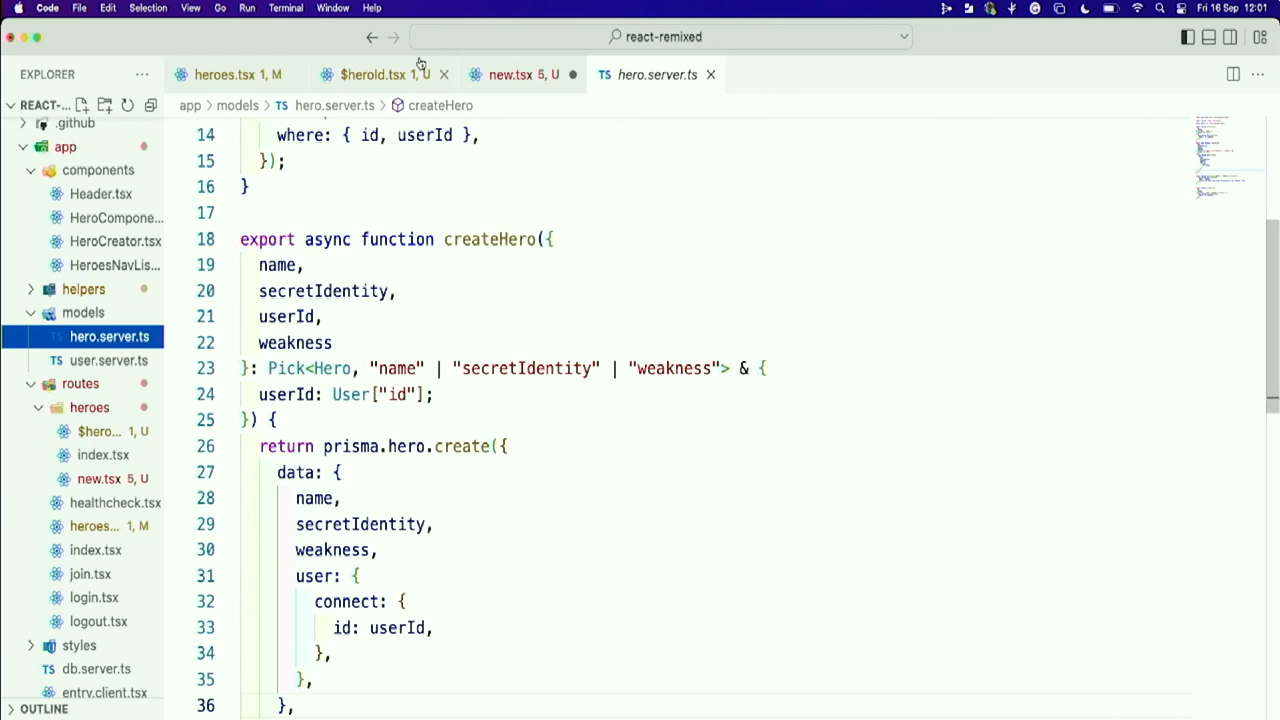 Code File Edit Selection View Go Run Terminal Window Help Fri 16 Sep 12:01
react-remixed
EXPLORER
heroes.tsx 1, M
$heroId.tsx 1, U
new.tsx 5, U
TS hero.server.ts
REACT-...
app > models > TS hero.server.ts > createHero
.github
app
components
Header.tsx
HeroCompone...
HeroCreator.tsx
HeroesNavLis...
helpers
models
TS hero.server.ts
TS user.server.ts
routes
heroes
$hero... 1, U
index.tsx
new.tsx 5, U
healthcheck.tsx
heroes... 1, M
index.tsx
join.tsx
login.tsx
logout.tsx
styles
TS db.server.ts
entry.client.tsx
OUTLINE
14 where: { id, userId },
15 });
16 }
17
18 export async function createHero({
19 name,
20 secretIdentity,
21 userId,
22 weakness
23 }: Pick<Hero, "name" | "secretIdentity" | "weakness"> & {
24 userId: User["id"];
25 }) {
26 return prisma.hero.create({
27 data: {
28 name,
29 secretIdentity,
30 weakness,
31 user: {
32 connect: {
33 id: userId,
34 },
35 },
36 },